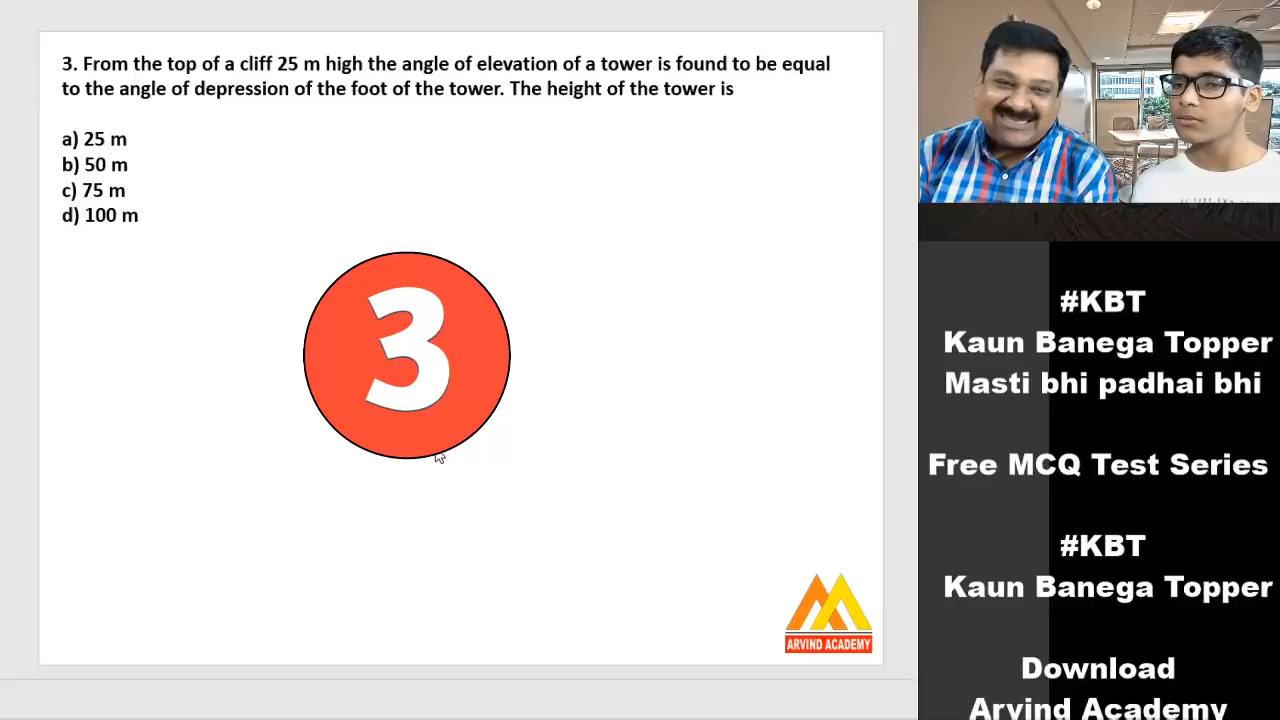 3. From the top of a cliff 25 m high the angle of elevation of a tower is found to be equal
to the angle of depression of the foot of the tower. The height of the tower is
a) 25 m
b) 50 m
c) 75 m
d) 100 m
3
ARVIND ACADEMY
#KBT
Kaun Banega Topper
Masti bhi padhai bhi
Free MCQ Test Series
#KBT
Kaun Banega Topper
Download
Arvind Academy